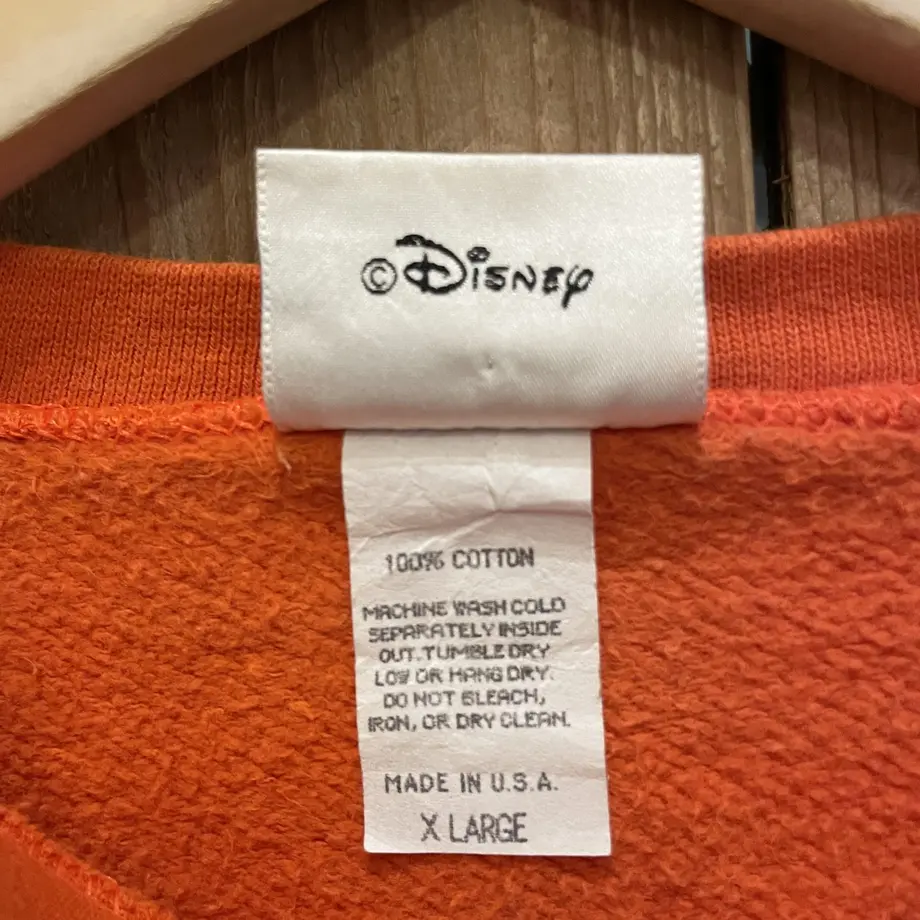 ©Disney
100% COTTON
MACHINE WASH COLD
SEPARATELY INSIDE
OUT. TUMBLE DRY
LOW OR HANG DRY.
DO NOT BLEACH,
IRON, OR DRY CLEAN.
MADE IN U.S.A.
X LARGE